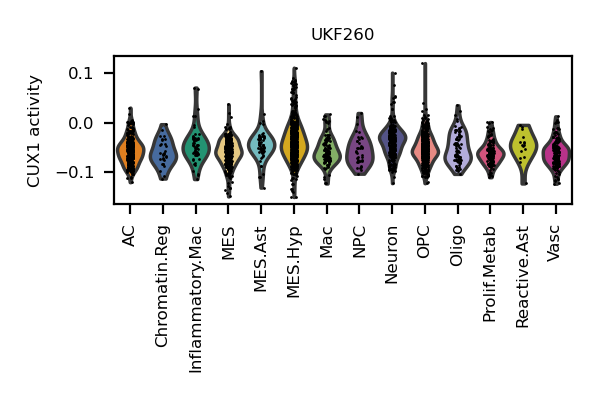 UKF260
CUX1 activity
0.1
0.0
−0.1
AC
Chromatin.Reg
Inflammatory.Mac
MES
MES.Ast
MES.Hyp
Mac
NPC
Neuron
OPC
Oligo
Prolif.Metab
Reactive.Ast
Vasc